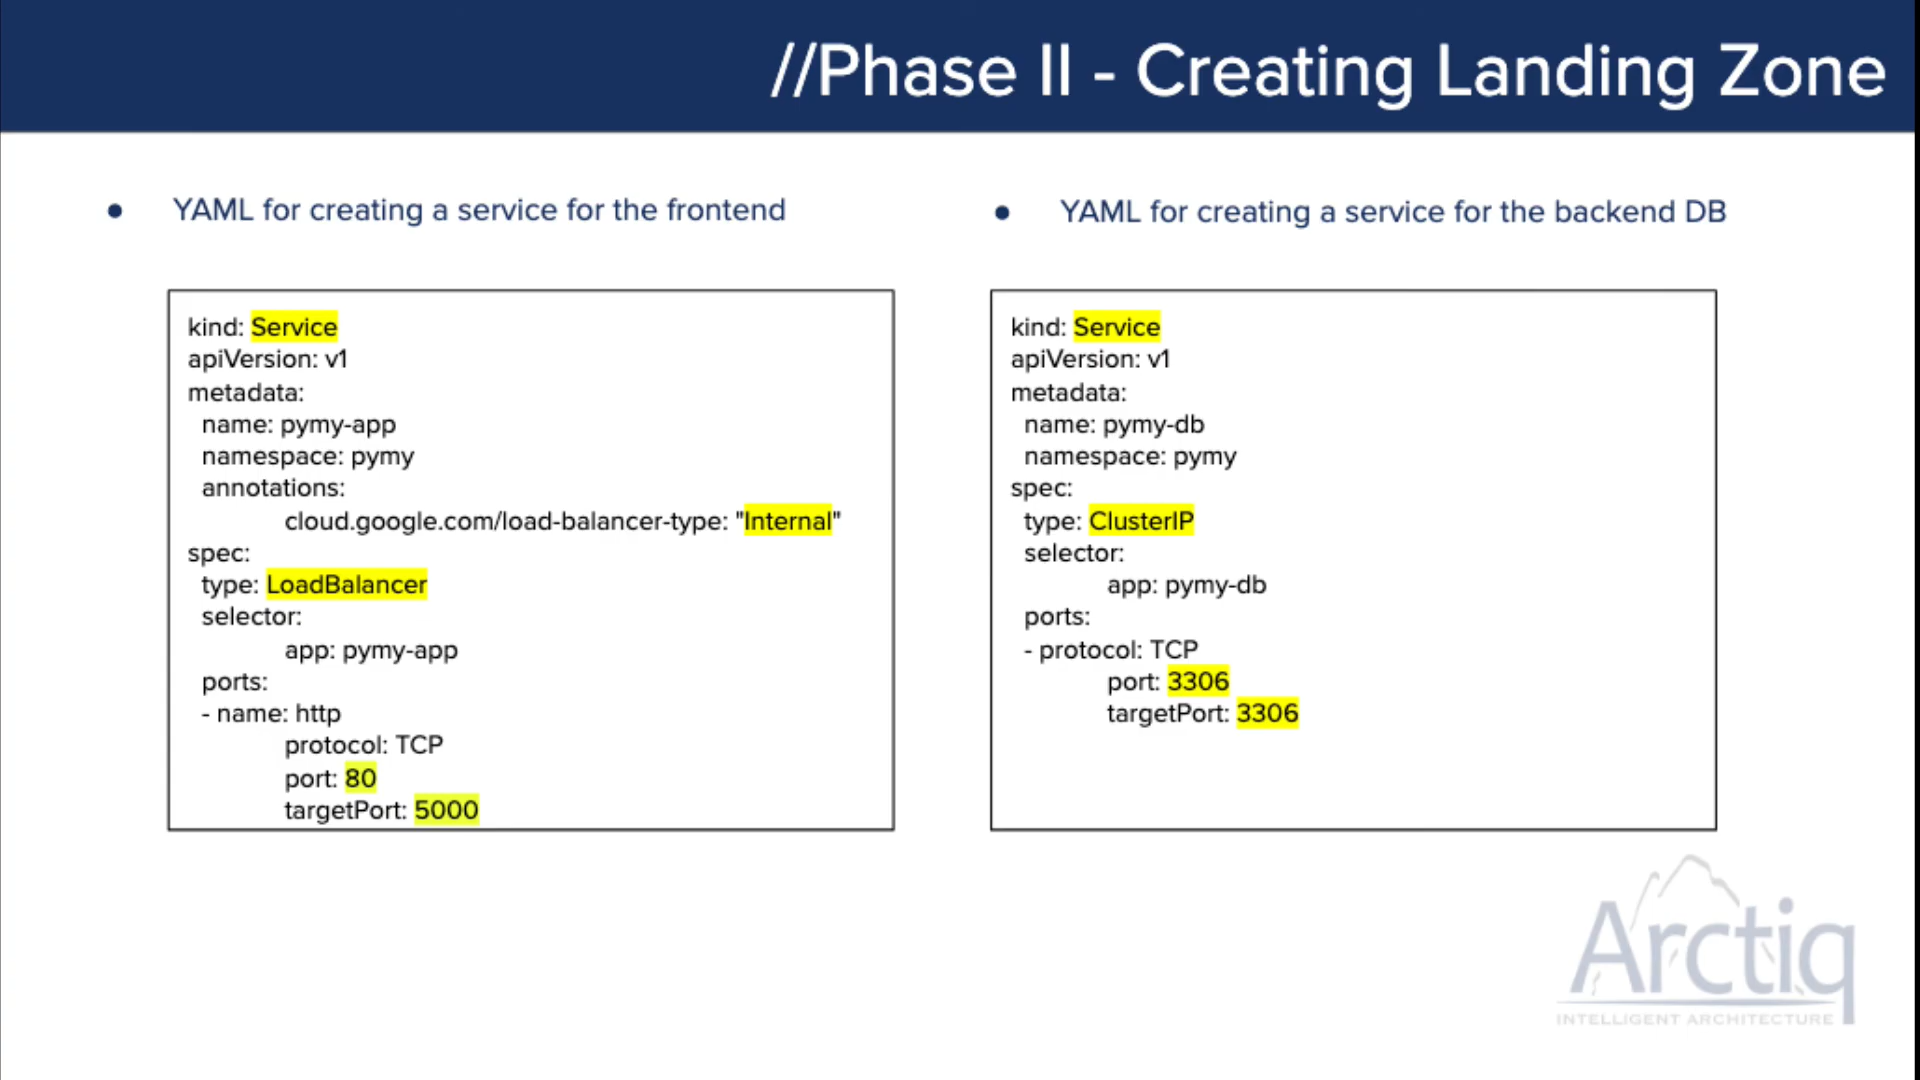 //Phase II - Creating Landing Zone
● YAML for creating a service for the frontend
kind: Service
apiVersion: v1
metadata:
name: pymy-app
namespace: pymy
annotations:
cloud.google.com/load-balancer-type: "Internal"
spec:
type: LoadBalancer
selector:
app: pymy-app
ports:
- name: http
protocol: TCP
port: 80
targetPort: 5000
● YAML for creating a service for the backend DB
kind: Service
apiVersion: v1
metadata:
name: pymy-db
namespace: pymy
spec:
type: ClusterIP
selector:
app: pymy-db
ports:
- protocol: TCP
port: 3306
targetPort: 3306
Arctiq
INTELLIGENT ARCHITECTURE